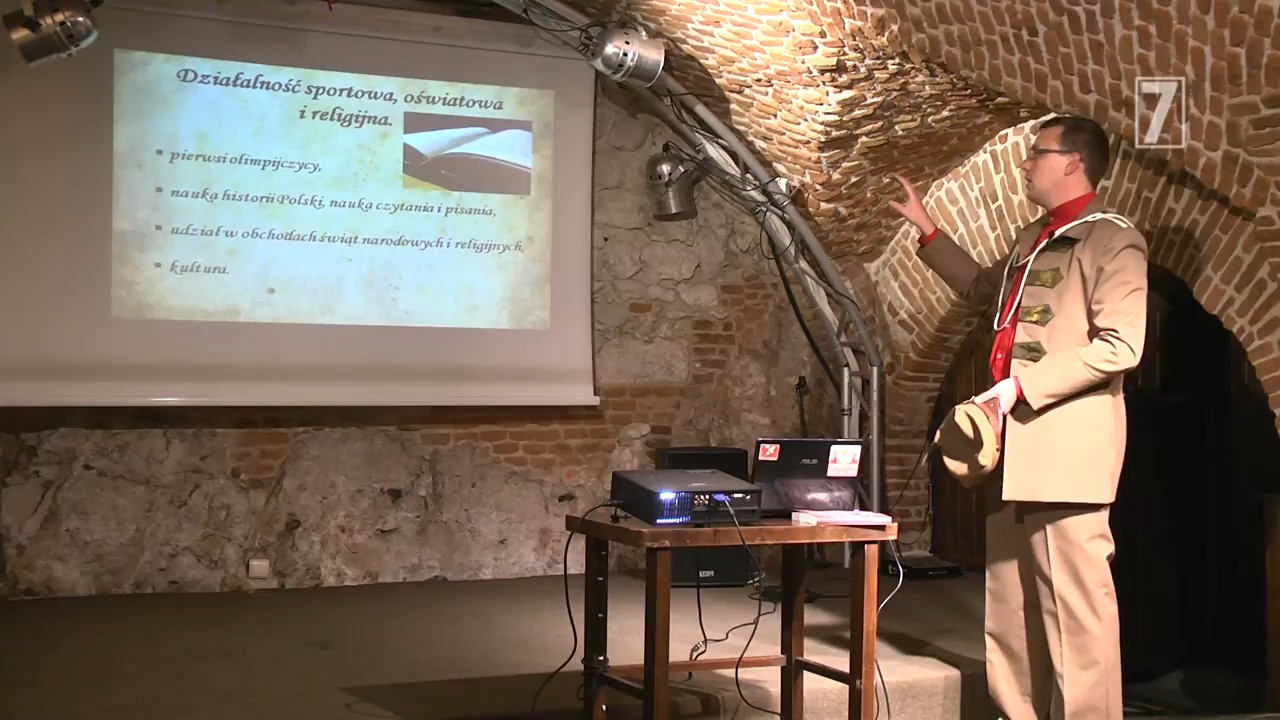 Działalność sportowa, oświatowa
i religijna.
▪ pierwsi olimpijczycy,
▪ nauka historii Polski, nauka czytania i pisania,
▪ udział w obchodach świąt narodowych i religijnych,
▪ kultura.
7